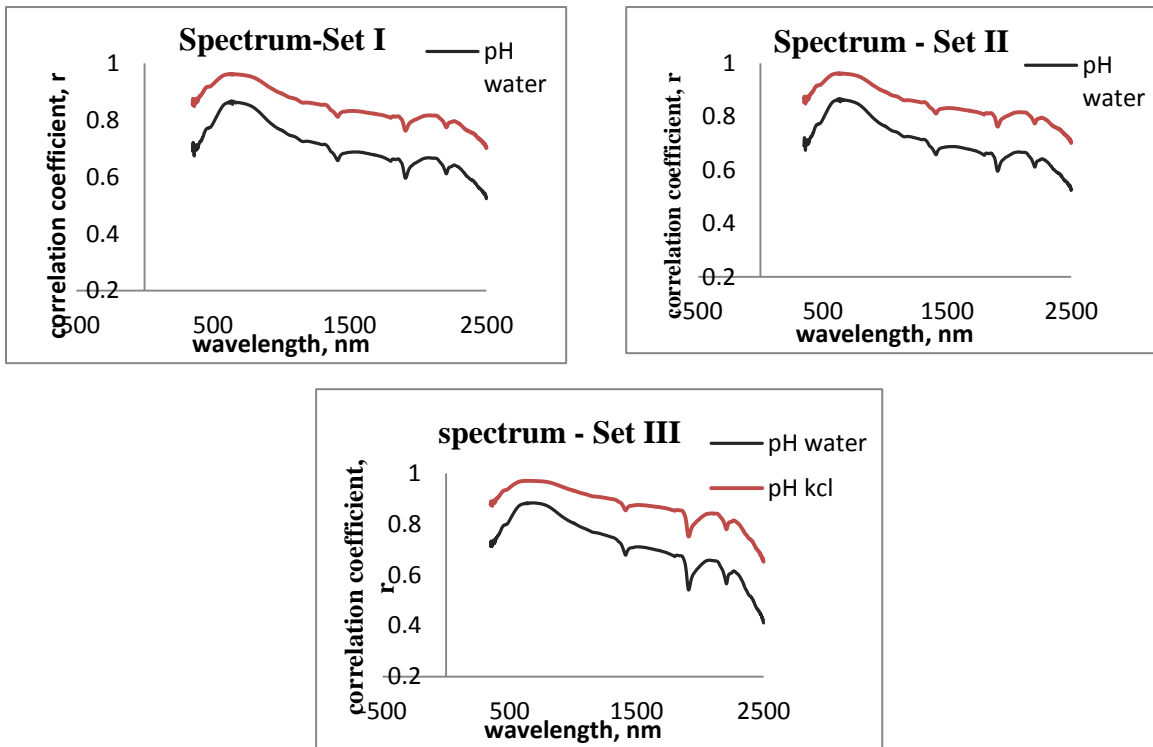 Spectrum-Set I
pH
water
1
0.8
0.6
0.4
0.2
-500
500
1500
2500
correlation coefficient, r
wavelength, nm
Spectrum - Set II
pH
water
1
0.8
0.6
0.4
0.2
-500
500
1500
2500
correlation coefficient, r
wavelength, nm
spectrum - Set III
pH water
pH kcl
1
0.8
0.6
0.4
0.2
-500
500
1500
2500
correlation coefficient,
r
wavelength, nm